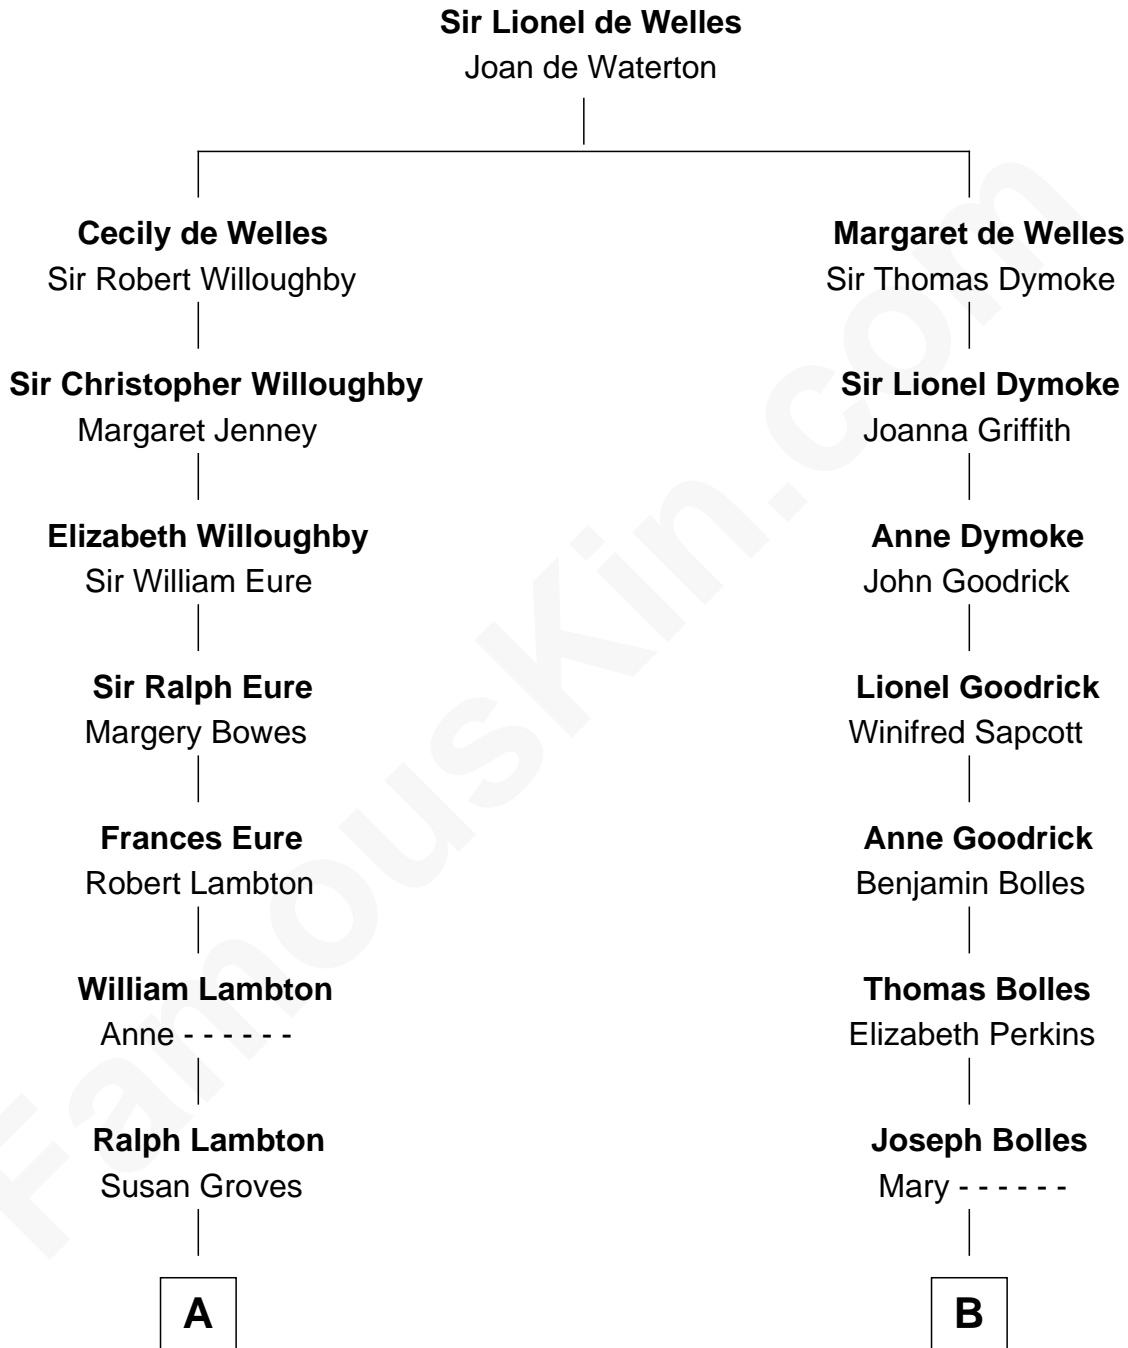 Sir Lionel de Welles
Joan de Waterton
Cecily de Welles
Sir Robert Willoughby
Margaret de Welles
Sir Thomas Dymoke
Sir Christopher Willoughby
Margaret Jenney
Sir Lionel Dymoke
Joanna Griffith
Elizabeth Willoughby
Sir William Eure
Anne Dymoke
John Goodrick
Sir Ralph Eure
Margery Bowes
Lionel Goodrick
Winifred Sapcott
Frances Eure
Robert Lambton
Anne Goodrick
Benjamin Bolles
William Lambton
Anne - - - - - -
Thomas Bolles
Elizabeth Perkins
Ralph Lambton
Susan Groves
Joseph Bolles
Mary - - - - - -
A
B
FamousKin.com